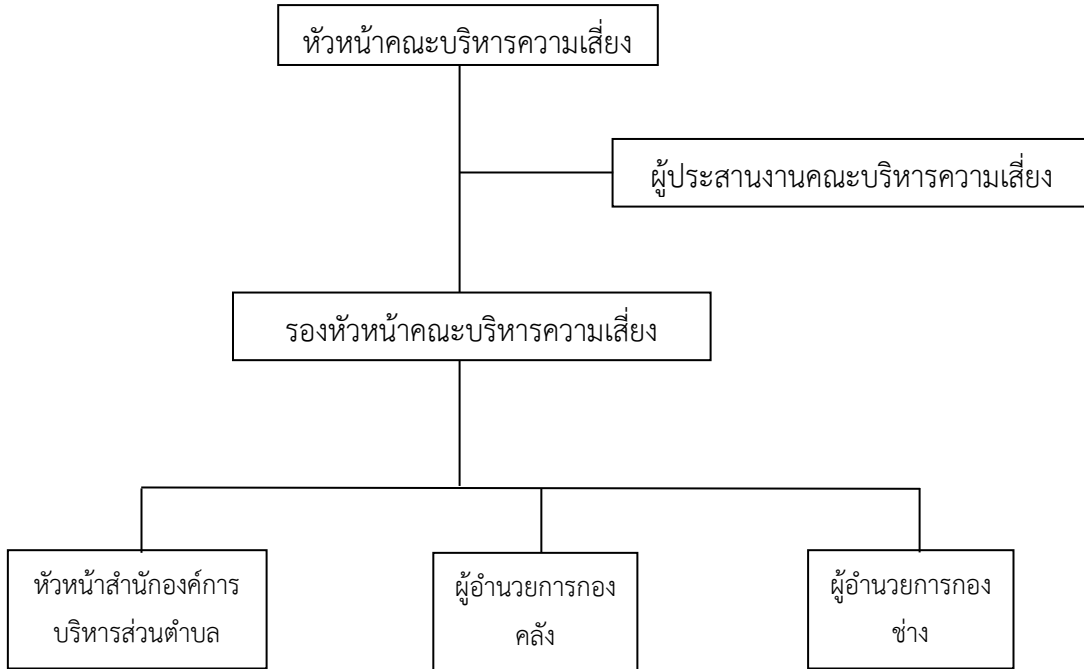 หัวหน้าคณะบริหารความเสี่ยง
ผู้ประสานงานคณะบริหารความเสี่ยง
รองหัวหน้าคณะบริหารความเสี่ยง
หัวหน้าสำนักองค์การ
บริหารส่วนตำบล
ผู้อำนวยการกอง
คลัง
ผู้อำนวยการกอง
ช่าง